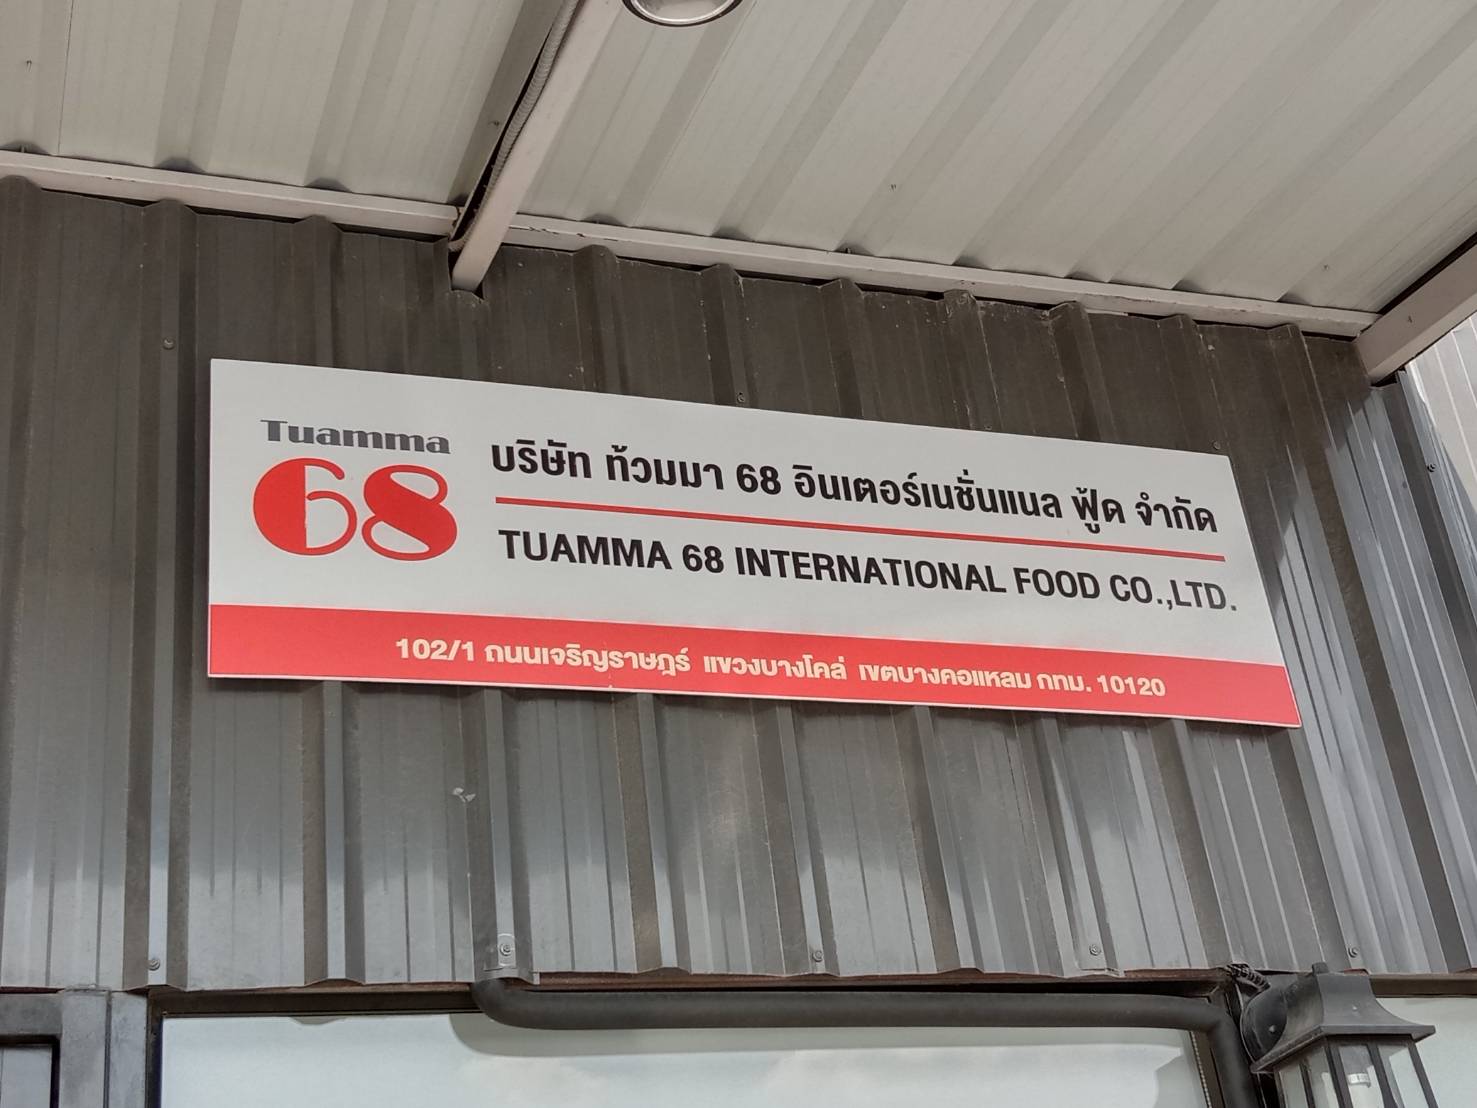 Tuamma
68
บริษัท ท้วมมา 68 อินเตอร์เนชั่นแนล ฟู้ด จำกัด
TUAMMA 68 INTERNATIONAL FOOD CO.,LTD.
102/1 ถนนเจริญราษฎร์ แขวงบางโคล่ เขตบางคอแหลม กทม. 10120